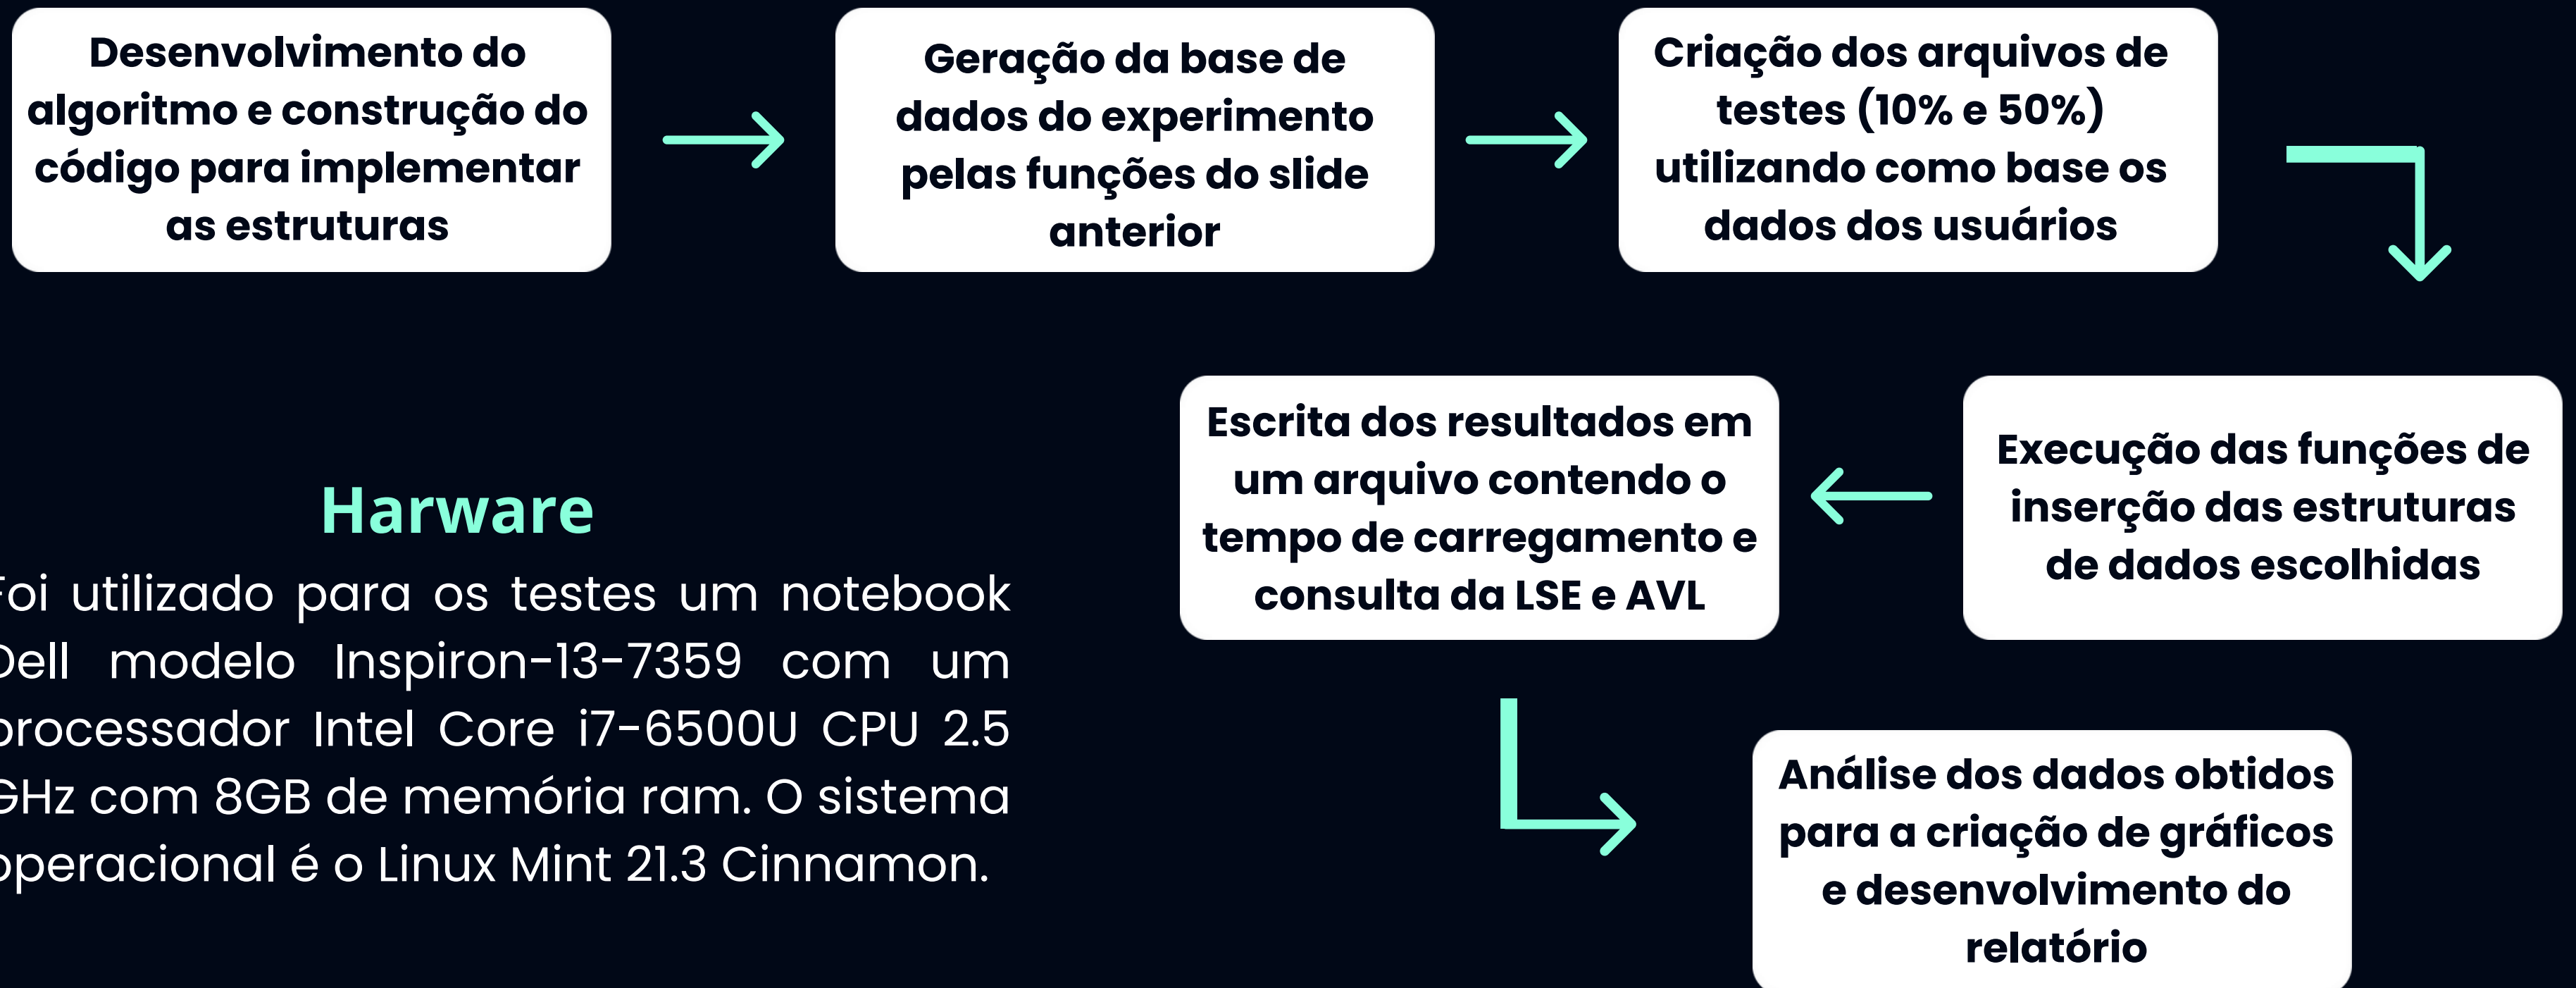 Desenvolvimento do
algoritmo e construção do
código para implementar
as estruturas
Geração da base de
dados do experimento
pelas funções do slide
anterior
Criação dos arquivos de
testes (10% e 50%)
utilizando como base os
dados dos usuários
Execução das funções de
inserção das estruturas
de dados escolhidas
Escrita dos resultados em
um arquivo contendo o
tempo de carregamento e
consulta da LSE e AVL
Análise dos dados obtidos
para a criação de gráficos
e desenvolvimento do
relatório
Harware
Foi utilizado para os testes um notebook
Dell modelo Inspiron-13-7359 com um
processador Intel Core i7-6500U CPU 2.5
GHz com 8GB de memória ram. O sistema
operacional é o Linux Mint 21.3 Cinnamon.